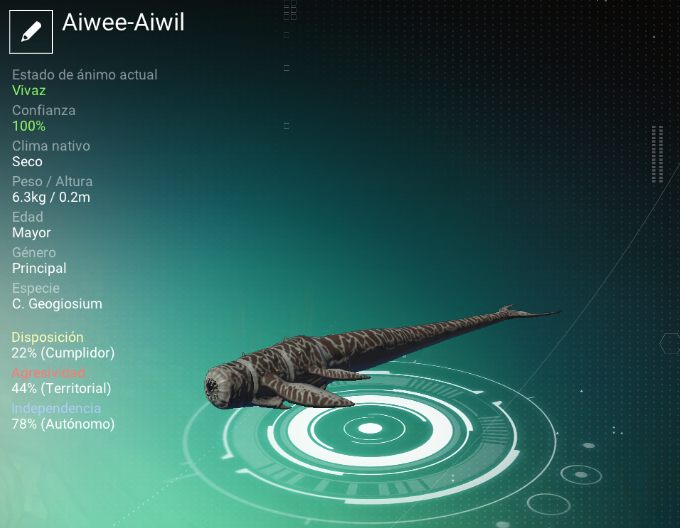 Aiwee-Aiwil
Estado de ánimo actual
Vivaz
Confianza
100%
Clima nativo
Seco
Peso / Altura
6.3kg / 0.2m
Edad
Mayor
Género
Principal
Especie
C. Geogiosium
Disposición
22% (Cumplidor)
Agresividad
44% (Territorial)
Independencia
78% (Autónomo)